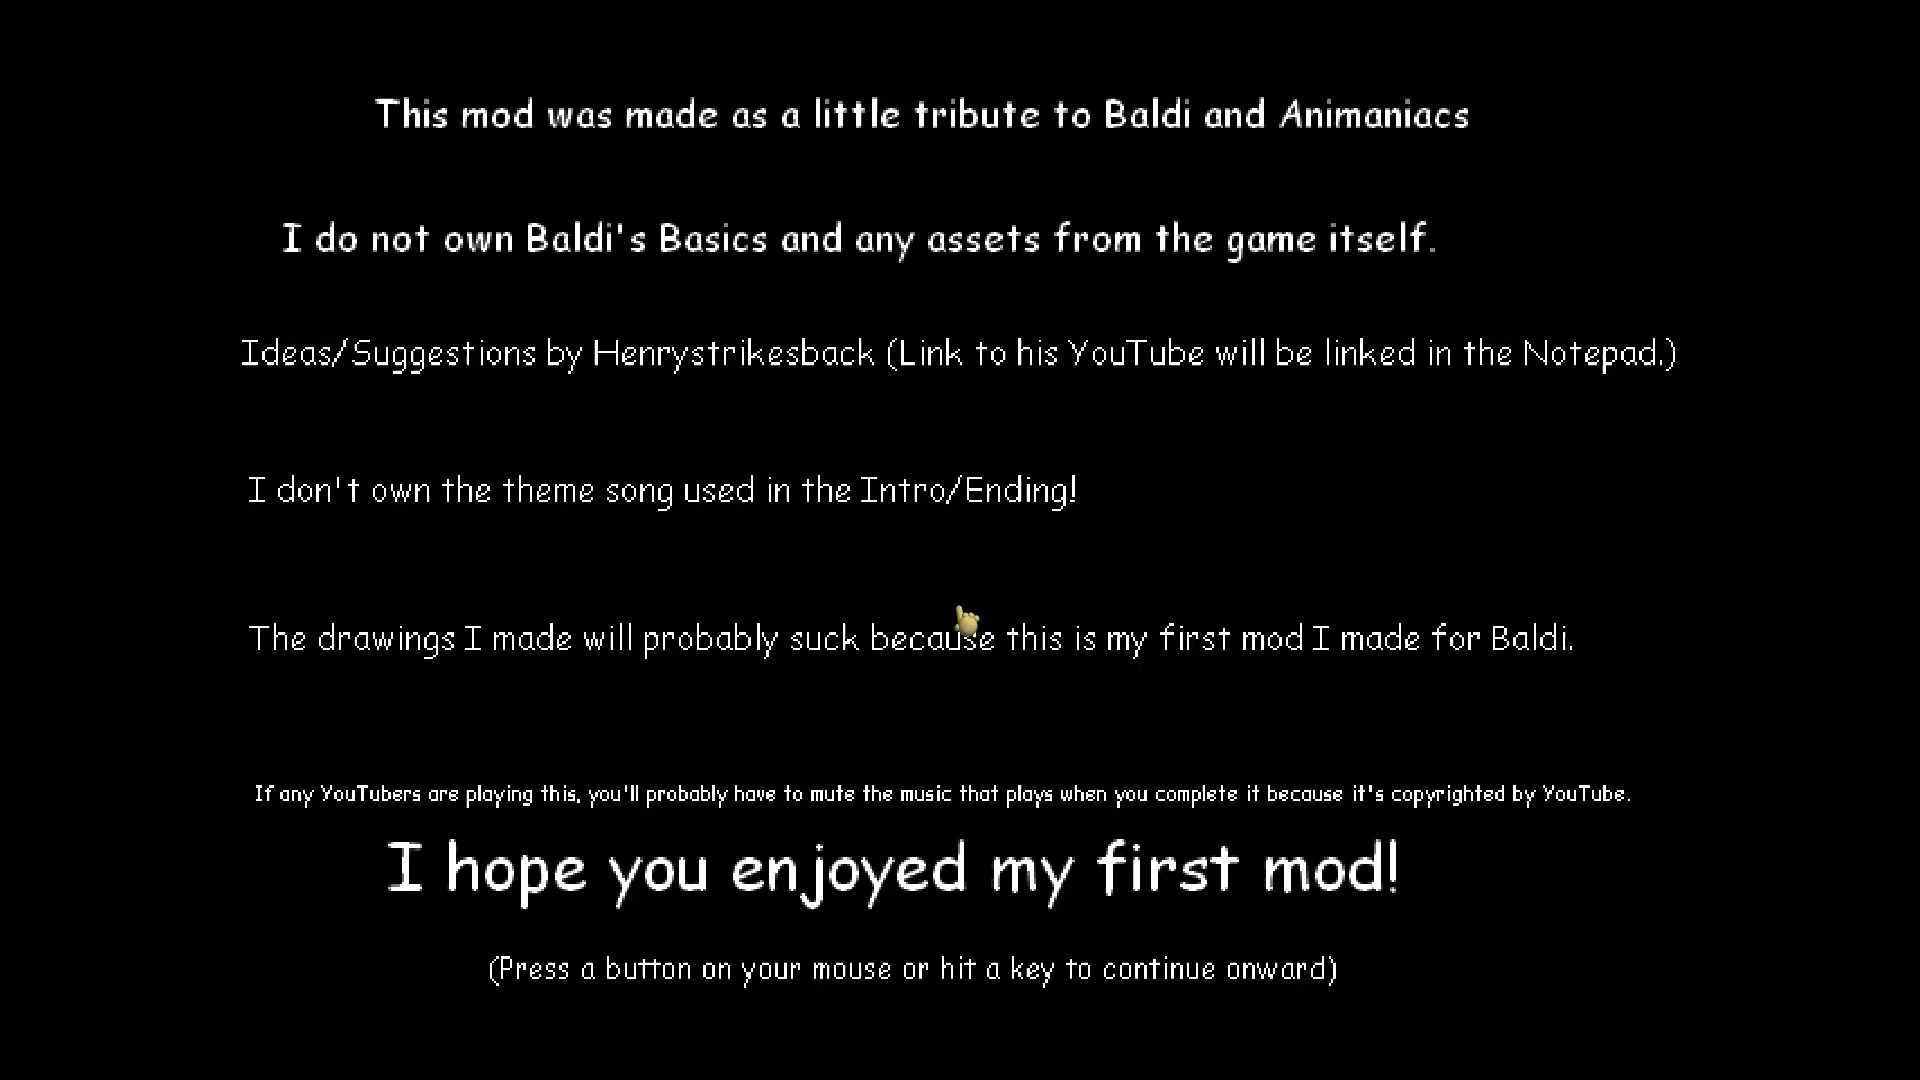 This mod was made as a little tribute to Baldi and Animaniacs
I do not own Baldi's Basics and any assets from the game itself.
Ideas/Suggestions by Henrystrikesback (Link to his YouTube will be linked in the Notepad.)
I don't own the theme song used in the Intro/Ending!
The drawings I made will probably suck because this is my first mod I made for Baldi.
If any YouTubers are playing this, you'll probably have to mute the music that plays when you complete it because it's copyrighted by YouTube.
I hope you enjoyed my first mod!
(Press a button on your mouse or hit a key to continue onward)